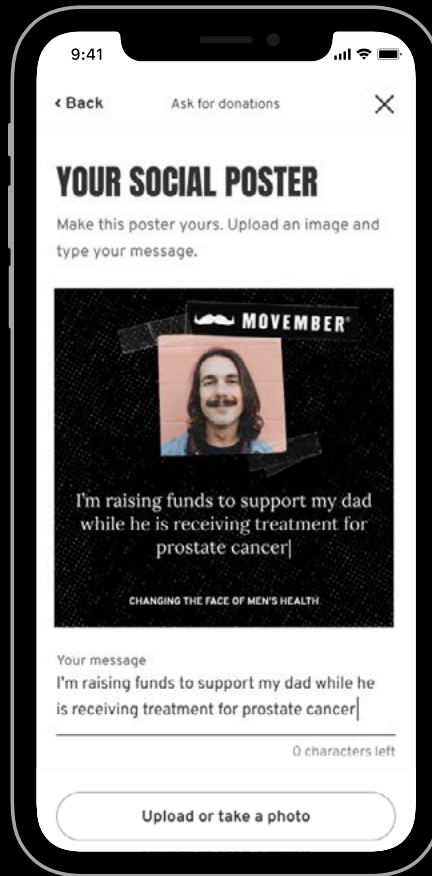 9:41
‹ Back
Ask for donations
YOUR SOCIAL POSTER
Make this poster yours. Upload an image and
type your message.
MOVEMBER®
I'm raising funds to support my dad
while he is receiving treatment for
prostate cancer
CHANGING THE FACE OF MEN'S HEALTH
Your message
I'm raising funds to support my dad while he
is receiving treatment for prostate cancer
0 characters left
Upload or take a photo